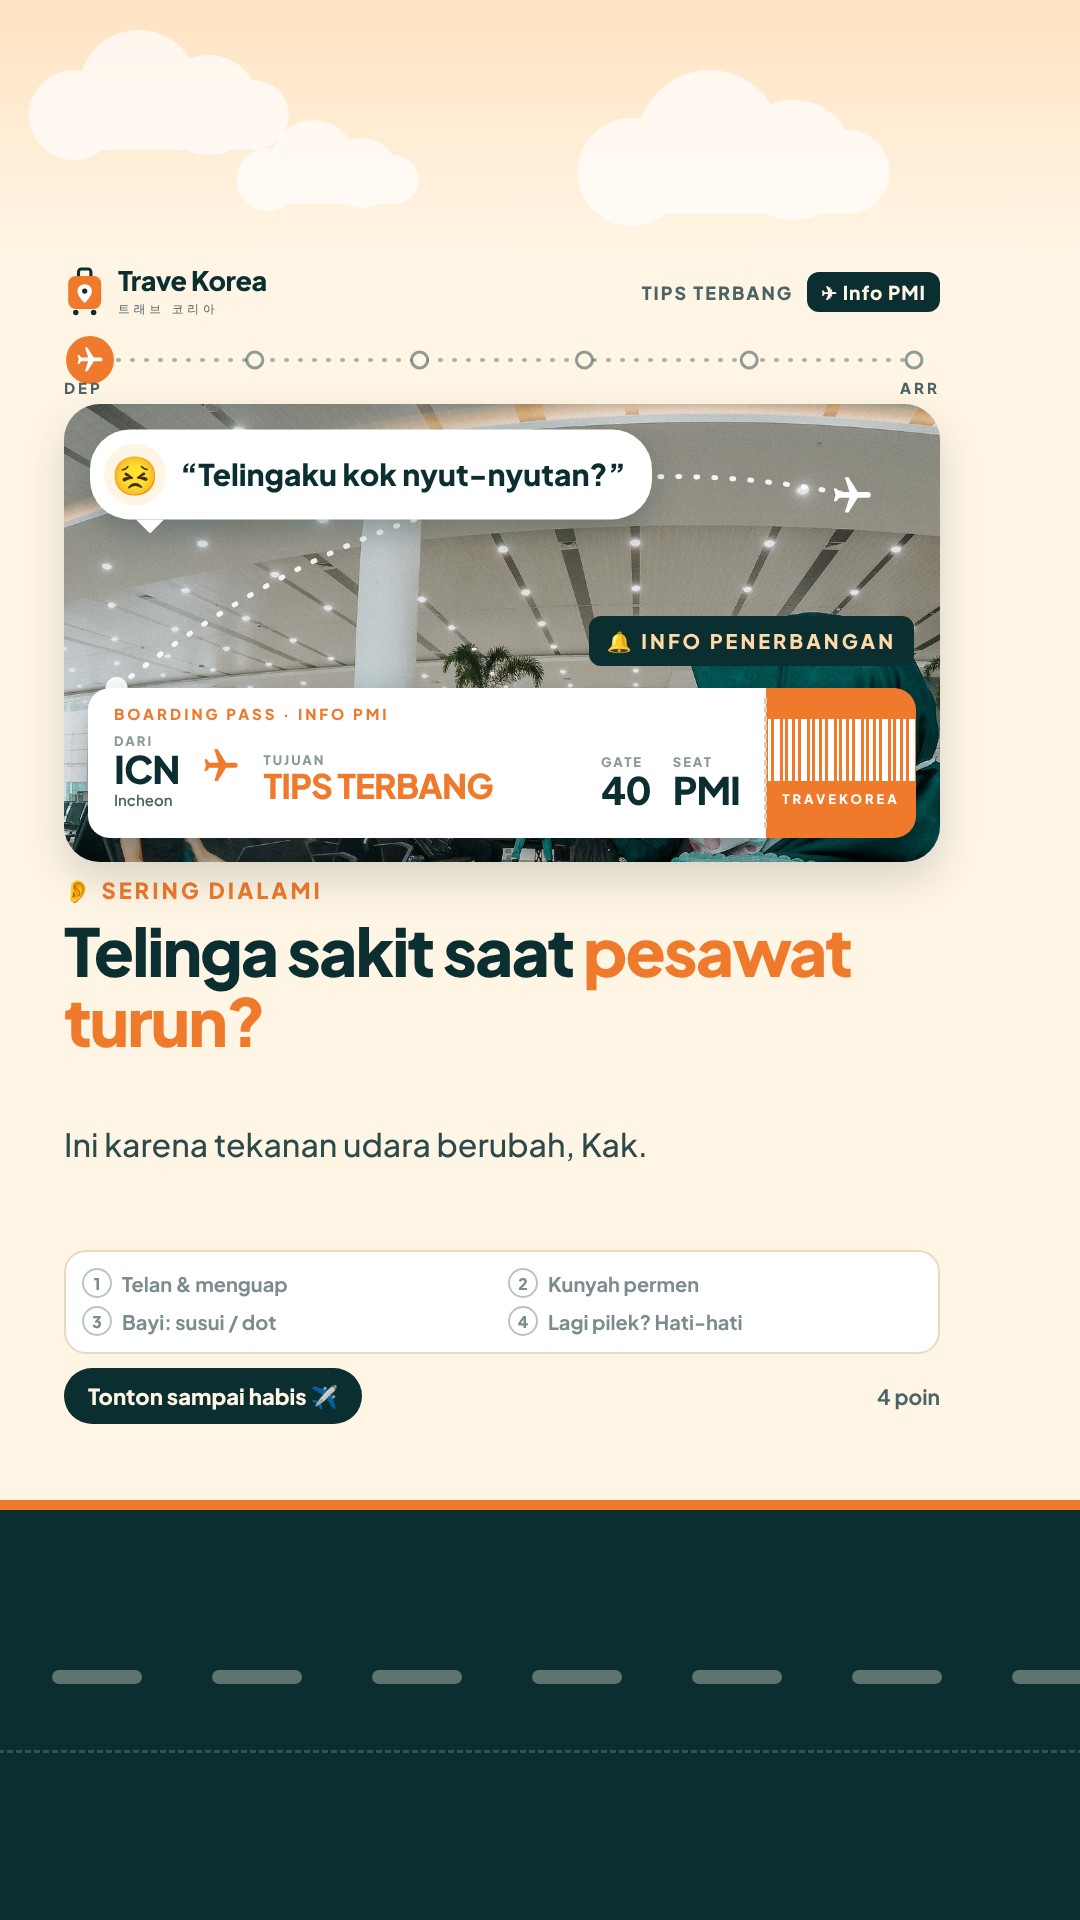 Trave Korea
트래브 코리아
TIPS TERBANG
✈ Info PMI
DEP
ARR
“Telingaku kok nyut-nyutan?”
INFO PENERBANGAN
BOARDING PASS · INFO PMI
DARI
ICN
Incheon
TUJUAN
TIPS TERBANG
GATE
40
SEAT
PMI
TRAVEKOREA
SERING DIALAMI
Telinga sakit saat pesawat
turun?
Ini karena tekanan udara berubah, Kak.
1 Telan & menguap
2 Kunyah permen
3 Bayi: susui / dot
4 Lagi pilek? Hati-hati
Tonton sampai habis ✈️
4 poin